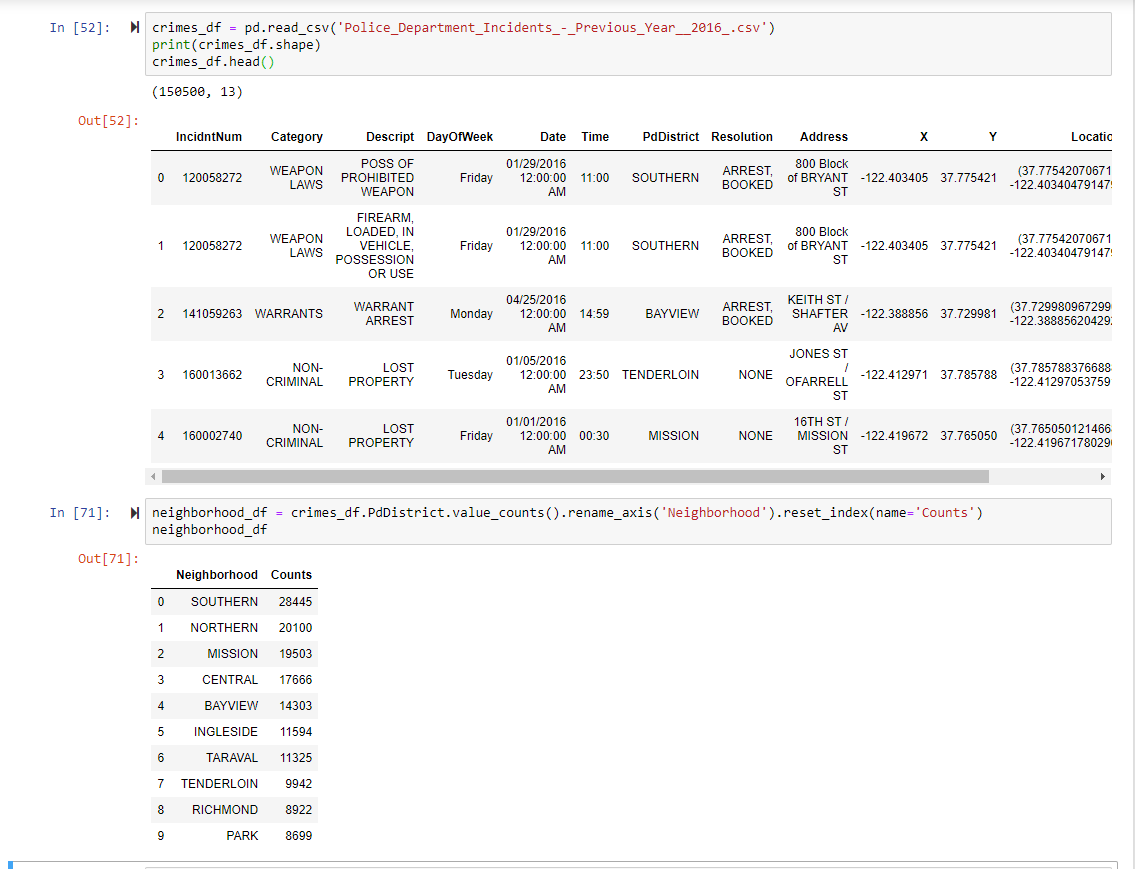 In [52]:
crimes_df = pd.read_csv('Police_Department_Incidents_-_Previous_Year__2016_.csv')
print(crimes_df.shape)
crimes_df.head()
(150500, 13)
Out[52]:
IncidntNum Category Descript DayOfWeek Date Time PdDistrict Resolution Address X Y Locatio
0 120058272 WEAPON LAWS POSS OF PROHIBITED WEAPON Friday 01/29/2016 12:00:00 AM 11:00 SOUTHERN ARREST, BOOKED 800 Block of BRYANT ST -122.403405 37.775421 (37.77542070671 -122.40340479147
1 120058272 WEAPON LAWS FIREARM, LOADED, IN VEHICLE, POSSESSION OR USE Friday 01/29/2016 12:00:00 AM 11:00 SOUTHERN ARREST, BOOKED 800 Block of BRYANT ST -122.403405 37.775421 (37.77542070671 -122.40340479147
2 141059263 WARRANTS WARRANT ARREST Monday 04/25/2016 12:00:00 AM 14:59 BAYVIEW ARREST, BOOKED KEITH ST / SHAFTER AV -122.388856 37.729981 (37.729980967299 -122.38885620429
3 160013662 NON-CRIMINAL LOST PROPERTY Tuesday 01/05/2016 12:00:00 AM 23:50 TENDERLOIN NONE JONES ST / OFARRELL ST -122.412971 37.785788 (37.785788376688 -122.41297053759
4 160002740 NON-CRIMINAL LOST PROPERTY Friday 01/01/2016 12:00:00 AM 00:30 MISSION NONE 16TH ST / MISSION ST -122.419672 37.765050 (37.765050121466 -122.41967178029
In [71]:
neighborhood_df = crimes_df.PdDistrict.value_counts().rename_axis('Neighborhood').reset_index(name='Counts')
neighborhood_df
Out[71]:
Neighborhood Counts
0 SOUTHERN 28445
1 NORTHERN 20100
2 MISSION 19503
3 CENTRAL 17666
4 BAYVIEW 14303
5 INGLESIDE 11594
6 TARAVAL 11325
7 TENDERLOIN 9942
8 RICHMOND 8922
9 PARK 8699